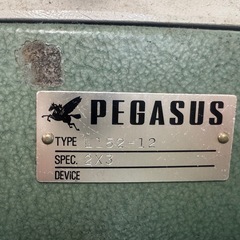 PEGASUS
TYPE L152-12
SPEC. 2X3
DEVICE